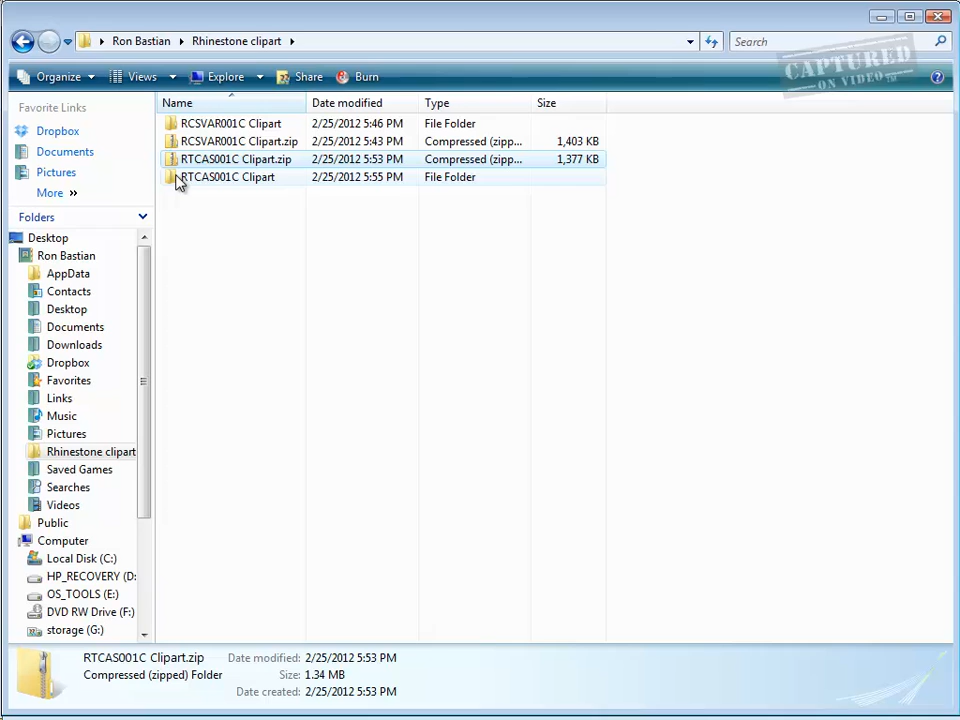 Ron Bastian Rhinestone clipart
Search
CAPTURED
ON VIDEO™
Organize Views Explore Share Burn
Favorite Links
Dropbox
Documents
Pictures
More »
Folders
Desktop
Ron Bastian
AppData
Contacts
Desktop
Documents
Downloads
Dropbox
Favorites
Links
Music
Pictures
Rhinestone clipart
Saved Games
Searches
Videos
Public
Computer
Local Disk (C:)
HP_RECOVERY (D:
OS_TOOLS (E:)
DVD RW Drive (F:)
storage (G:)
Name Date modified Type Size
RCSVAR001C Clipart 2/25/2012 5:46 PM File Folder
RCSVAR001C Clipart.zip 2/25/2012 5:43 PM Compressed (zipp... 1,403 KB
RTCAS001C Clipart.zip 2/25/2012 5:53 PM Compressed (zipp... 1,377 KB
RTCAS001C Clipart 2/25/2012 5:55 PM File Folder
RTCAS001C Clipart.zip Date modified: 2/25/2012 5:53 PM
Compressed (zipped) Folder Size: 1.34 MB
Date created: 2/25/2012 5:53 PM